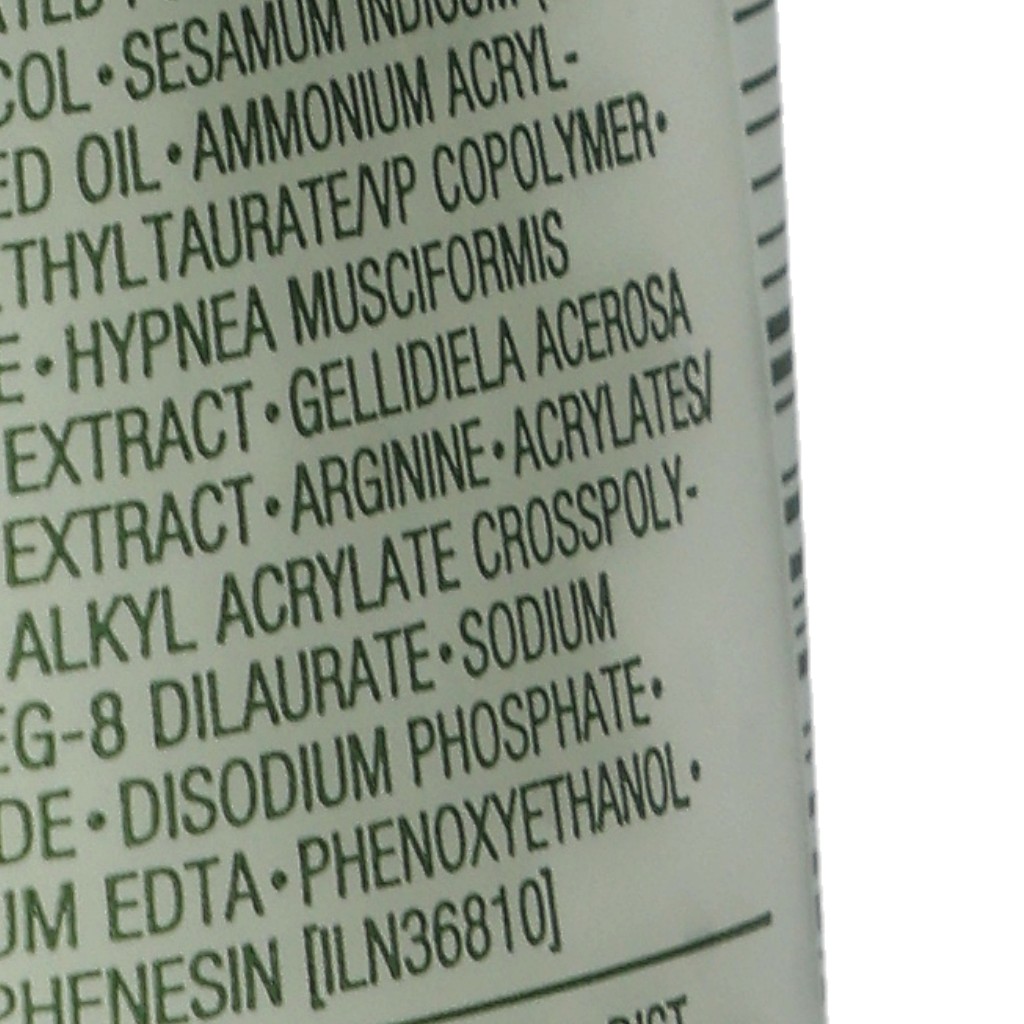 COL • SESAMUM INDICUM
ED OIL • AMMONIUM ACRYL-
THYLTAURATE/VP COPOLYMER •
E • HYPNEA MUSCIFORMIS
EXTRACT • GELLIDIELA ACEROSA
EXTRACT • ARGININE • ACRYLATES/
ALKYL ACRYLATE CROSSPOLY-
EG-8 DILAURATE • SODIUM
DE • DISODIUM PHOSPHATE •
UM EDTA • PHENOXYETHANOL •
PHENESIN [ILN36810]